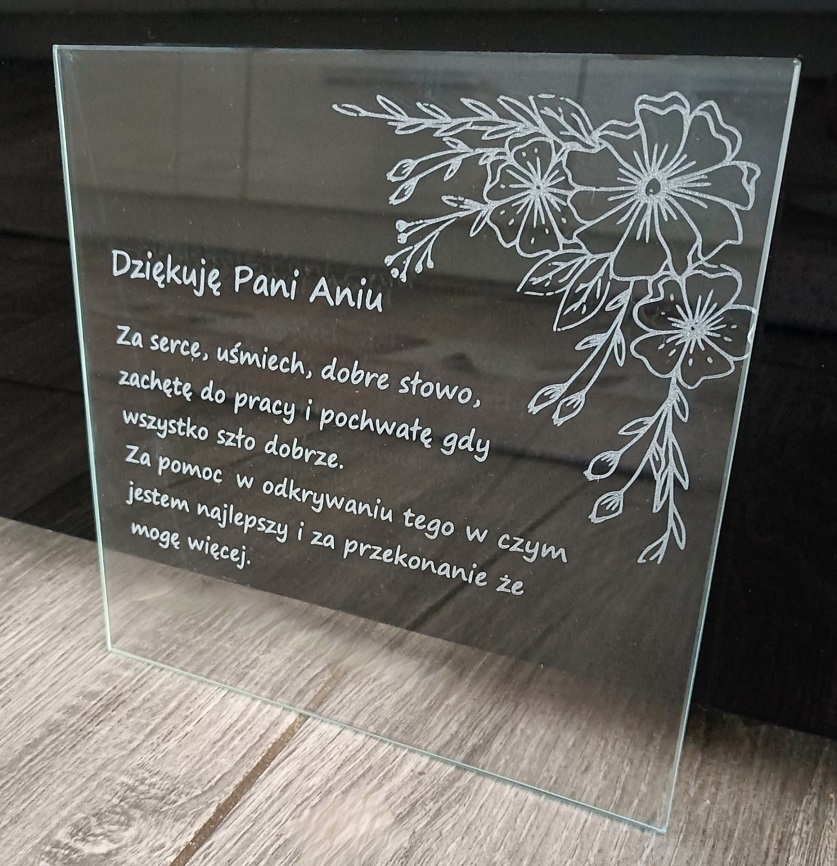 Dziękuję Pani Aniu
Za serce, uśmiech, dobre słowo,
zachętę do pracy i pochwałę gdy
wszystko szło dobrze.
Za pomoc w odkrywaniu tego w czym
jestem najlepszy i za przekonanie że
mogę więcej.